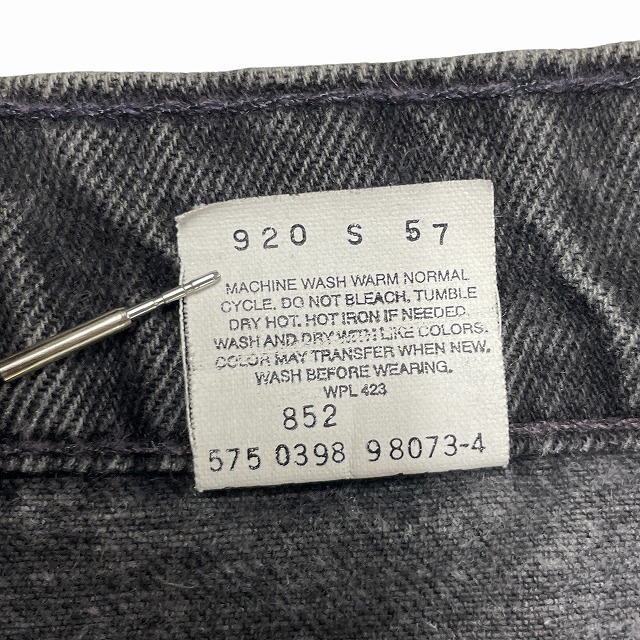 920 S 57
MACHINE WASH WARM NORMAL
CYCLE. DO NOT BLEACH. TUMBLE
DRY HOT. HOT IRON IF NEEDED.
WASH AND DRY WITH LIKE COLORS.
COLOR MAY TRANSFER WHEN NEW.
WASH BEFORE WEARING.
WPL 423
852
575 0398 98073-4